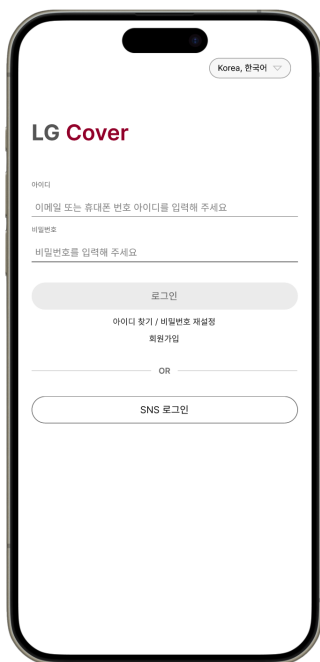 Korea, 한국어
LG Cover
아이디
이메일 또는 휴대폰 번호 아이디를 입력해 주세요
비밀번호
비밀번호를 입력해 주세요
로그인
아이디 찾기 / 비밀번호 재설정
회원가입
OR
SNS 로그인